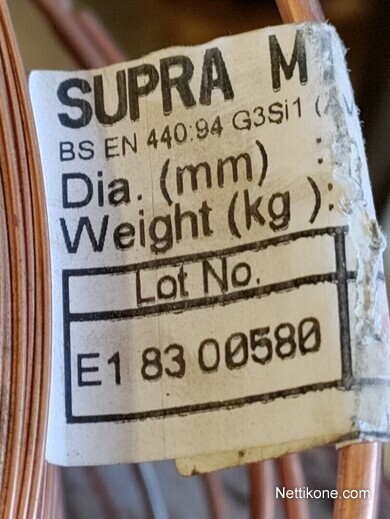 SUPRA M
BS EN 440:94 G3Si1 (A
Dia. (mm) :
Weight (kg ):
Lot No.
E1 83 00580
Nettikone.com